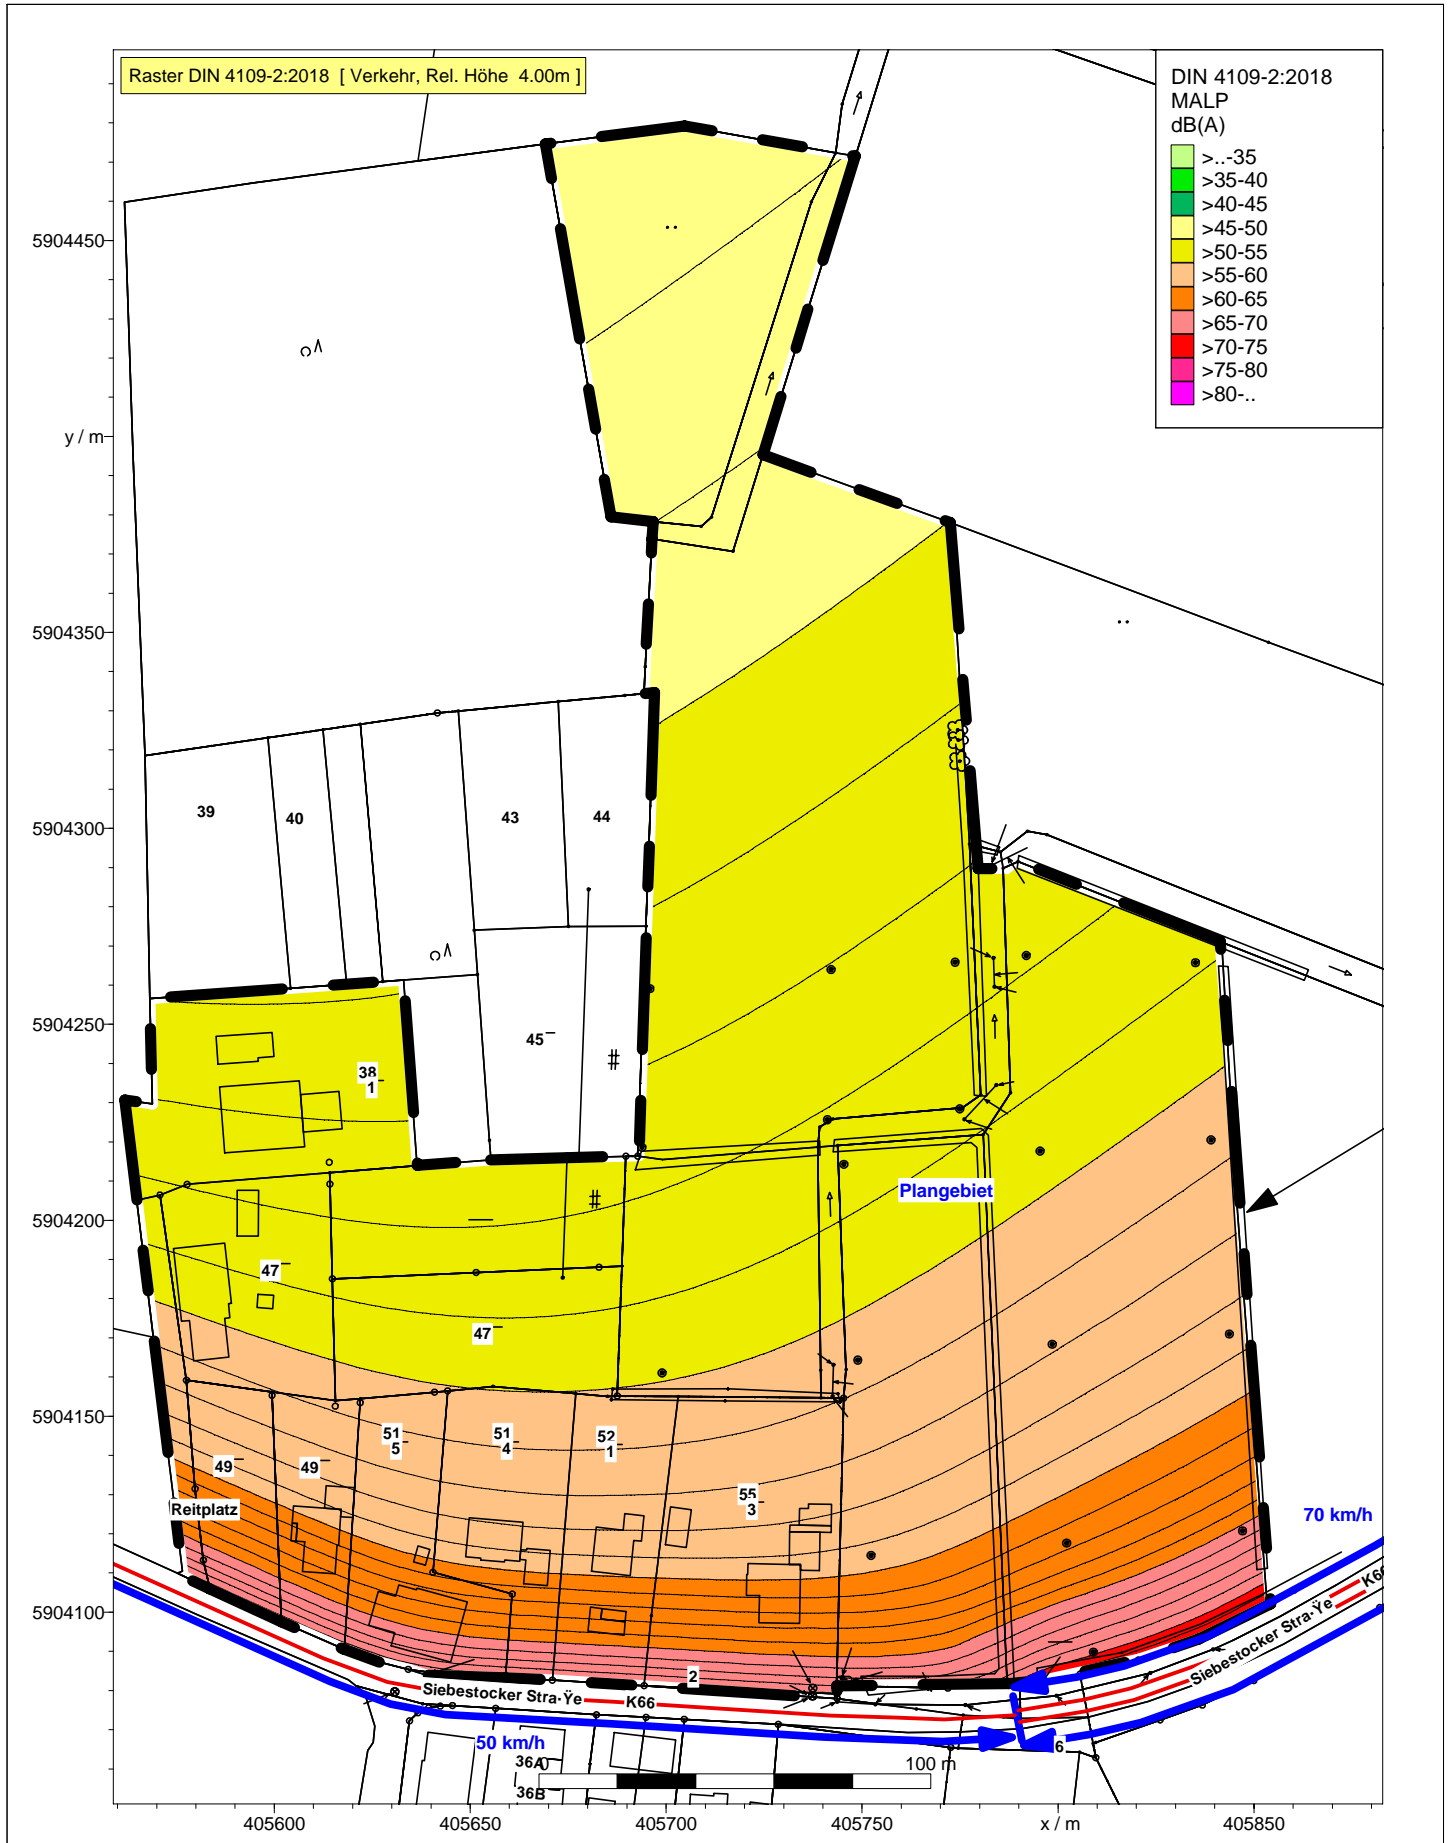 Raster DIN 4109-2:2018 [ Verkehr, Rel. Höhe 4.00m ]
DIN 4109-2:2018
MALP
dB(A)
>..-35
>35-40
>40-45
>45-50
>50-55
>55-60
>60-65
>65-70
>70-75
>75-80
>80-..
5904450
y / m
5904350
5904300
5904250
5904200
5904150
5904100
39
40
43
44
45
38
1
47
47
Plangebiet
51
5
51
4
52
1
49
49
55
3
Reitplatz
70 km/h
K66
Siebestocker Stra·Ÿe
2
Siebestocker Stra·Ÿe
K66
50 km/h
6
36A
36B
0
100 m
405600
405650
405700
405750
x / m
405850